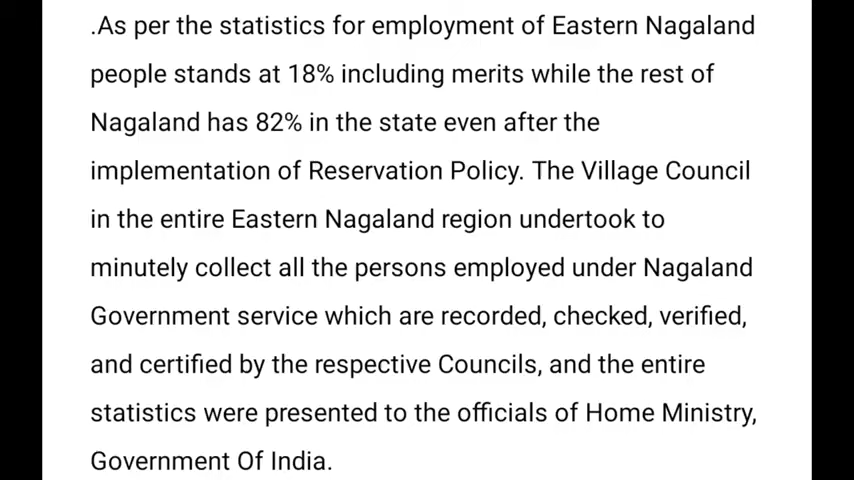 .As per the statistics for employment of Eastern Nagaland
people stands at 18% including merits while the rest of
Nagaland has 82% in the state even after the
implementation of Reservation Policy. The Village Council
in the entire Eastern Nagaland region undertook to
minutely collect all the persons employed under Nagaland
Government service which are recorded, checked, verified,
and certified by the respective Councils, and the entire
statistics were presented to the officials of Home Ministry,
Government Of India.